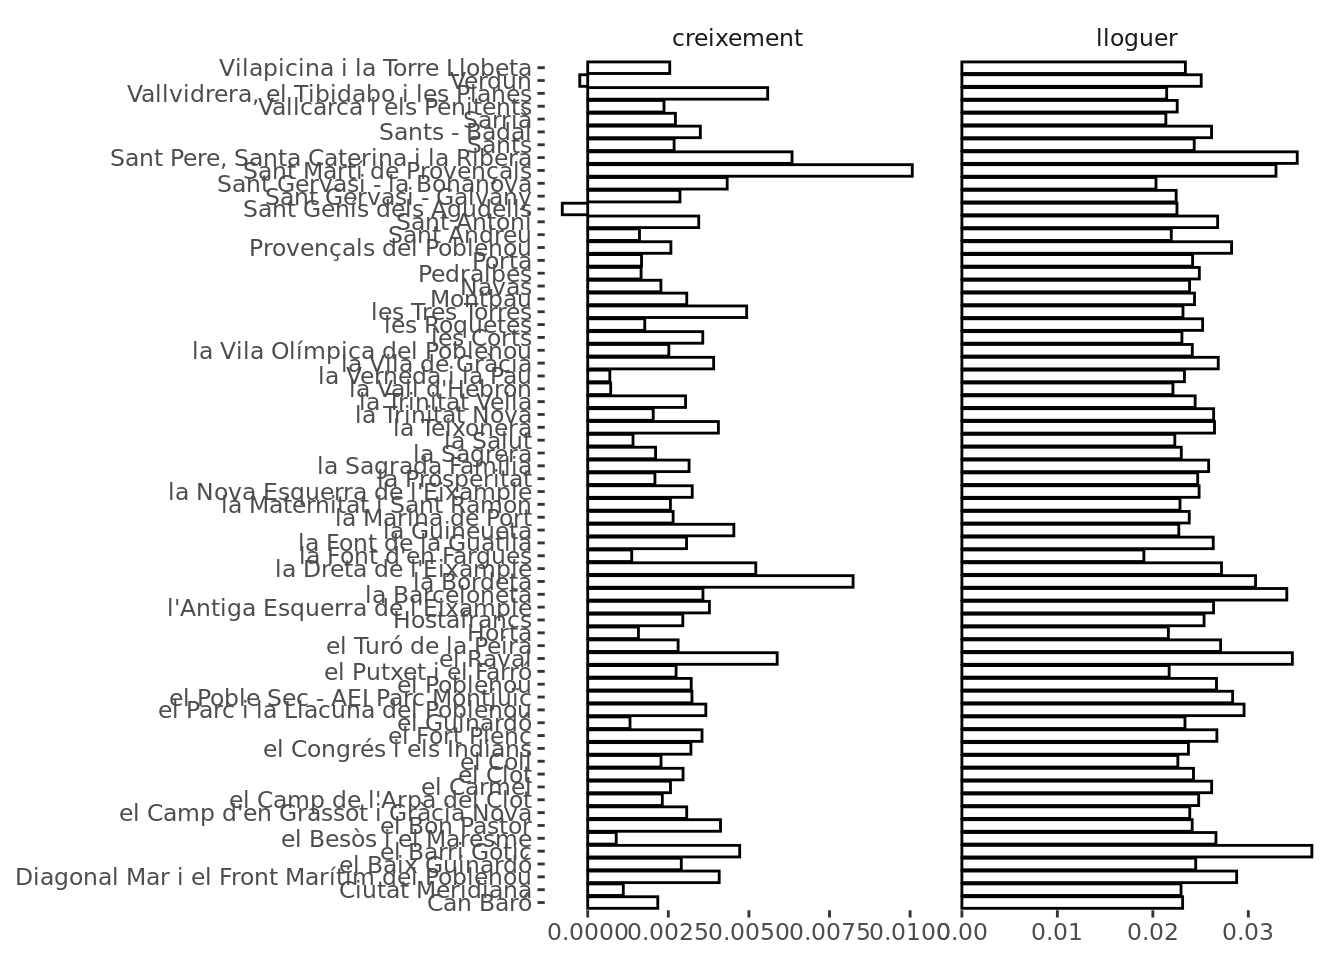 creixement
lloguer
Vilapicina i la Torre Llobeta
Verdun
Vallvidrera, el Tibidabo i les Planes
Vallcarca i els Penitents
Sarrià
Sants - Badal
Sants
Sant Pere, Santa Caterina i la Ribera
Sant Martí de Provençals
Sant Gervasi - la Bonanova
Sant Gervasi - Galvany
Sant Genís dels Agudells
Sant Antoni
Sant Andreu
Provençals del Poblenou
Porta
Pedralbes
Navas
Montbau
les Tres Torres
les Roquetes
les Corts
la Vila Olímpica del Poblenou
la Vila de Gràcia
la Verneda i la Pau
la Vall d'Hebron
la Trinitat Vella
la Trinitat Nova
la Teixonera
la Salut
la Sagrera
la Sagrada Família
la Prosperitat
la Nova Esquerra de l'Eixample
la Maternitat i Sant Ramon
la Marina de Port
la Guineueta
la Font de la Guatlla
la Font d'en Fargues
la Dreta de l'Eixample
la Bordeta
la Barceloneta
l'Antiga Esquerra de l'Eixample
Hostafrancs
Horta
el Turó de la Peira
el Raval
el Putxet i el Farró
el Poblenou
el Poble Sec - AEI Parc Montjuïc
el Parc i la Llacuna del Poblenou
el Guinardó
el Fort Pienc
el Congrés i els Indians
el Coll
el Clot
el Carmel
el Camp de l'Arpa del Clot
el Camp d'en Grassot i Gràcia Nova
el Bon Pastor
el Besòs i el Maresme
el Barri Gòtic
el Baix Guinardó
Diagonal Mar i el Front Marítim del Poblenou
Ciutat Meridiana
Can Baró
0.0000 0.0025 0.0050 0.0075 0.0100
0.00 0.01 0.02 0.03